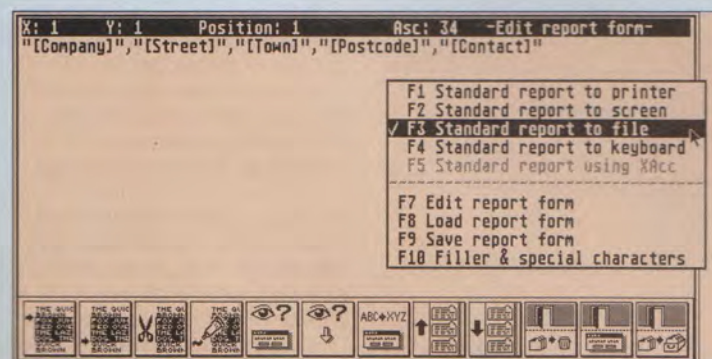 X: 1 Y: 1 Position: 1 Asc: 34 -Edit report form-
"[Company]","[Street]","[Town]","[Postcode]","[Contact]"
F1 Standard report to printer
F2 Standard report to screen
✓ F3 Standard report to file
F4 Standard report to keyboard
F5 Standard report using XAcc
F7 Edit report form
F8 Load report form
F9 Save report form
F10 Filler & special characters
ABC→XYZ